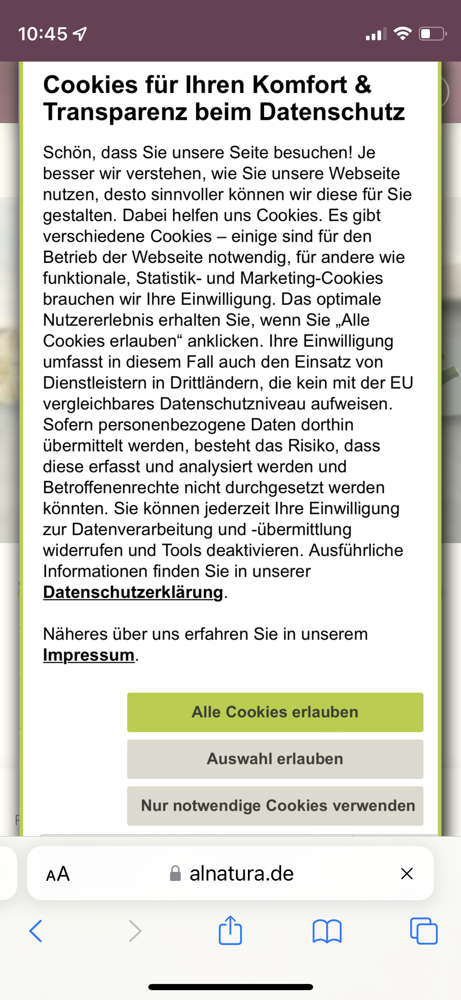 10:45
Cookies für Ihren Komfort &
Transparenz beim Datenschutz
Schön, dass Sie unsere Seite besuchen! Je
besser wir verstehen, wie Sie unsere Webseite
nutzen, desto sinnvoller können wir diese für Sie
gestalten. Dabei helfen uns Cookies. Es gibt
verschiedene Cookies – einige sind für den
Betrieb der Webseite notwendig, für andere wie
funktionale, Statistik- und Marketing-Cookies
brauchen wir Ihre Einwilligung. Das optimale
Nutzererlebnis erhalten Sie, wenn Sie „Alle
Cookies erlauben“ anklicken. Ihre Einwilligung
umfasst in diesem Fall auch den Einsatz von
Dienstleistern in Drittländern, die kein mit der EU
vergleichbares Datenschutzniveau aufweisen.
Sofern personenbezogene Daten dorthin
übermittelt werden, besteht das Risiko, dass
diese erfasst und analysiert werden und
Betroffenenrechte nicht durchgesetzt werden
könnten. Sie können jederzeit Ihre Einwilligung
zur Datenverarbeitung und -übermittlung
widerrufen und Tools deaktivieren. Ausführliche
Informationen finden Sie in unserer
Datenschutzerklärung.
Näheres über uns erfahren Sie in unserem
Impressum.
Alle Cookies erlauben
Auswahl erlauben
Nur notwendige Cookies verwenden
AA alnatura.de